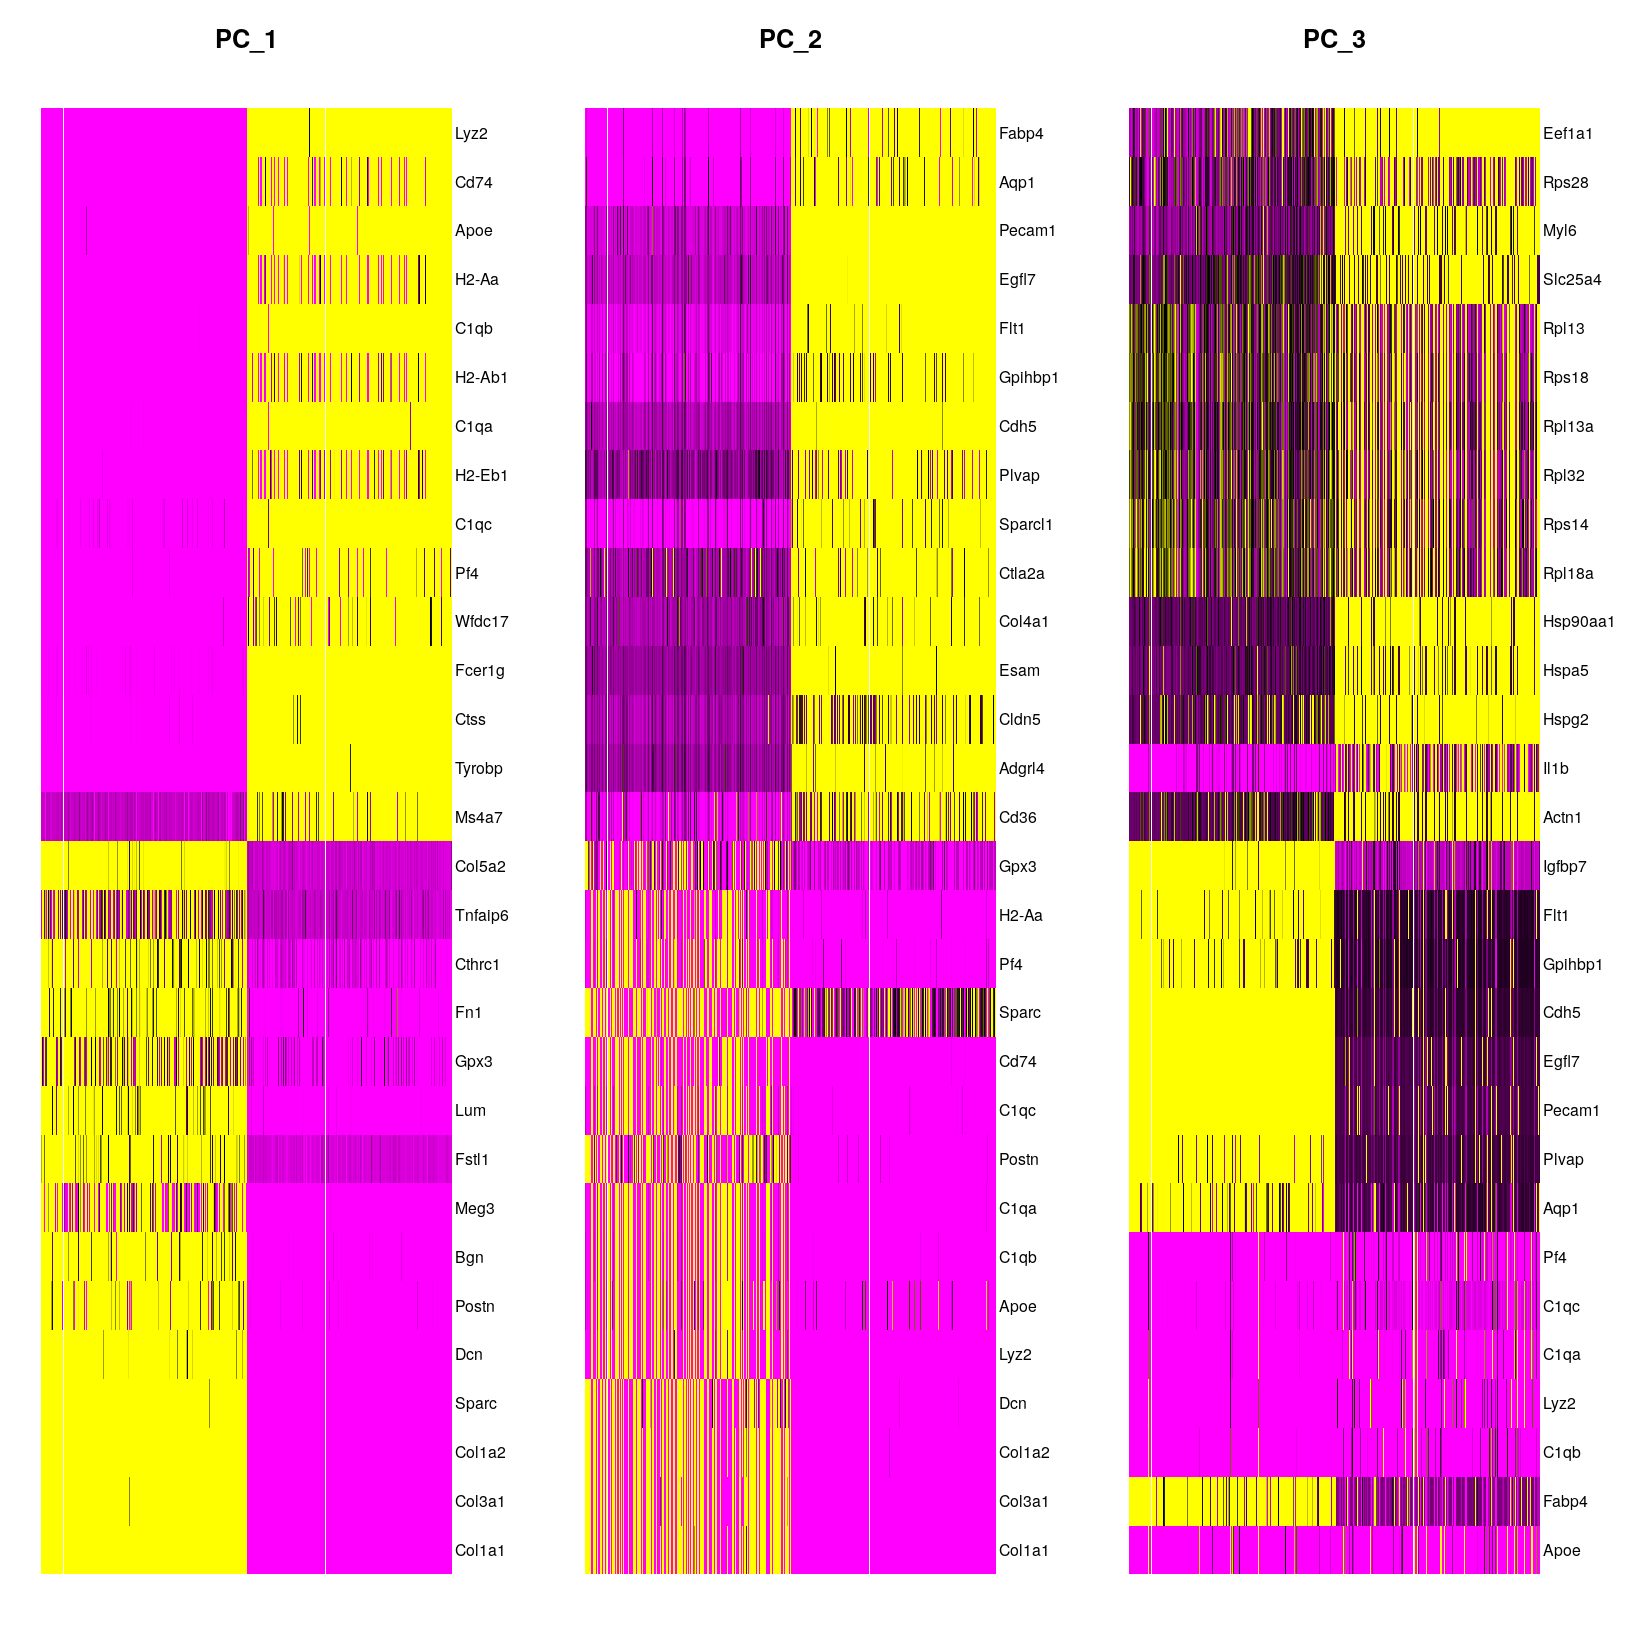 PC_1
Lyz2
Cd74
Apoe
H2-Aa
C1qb
H2-Ab1
C1qa
H2-Eb1
C1qc
Pf4
Wfdc17
Fcer1g
Ctss
Tyrobp
Ms4a7
Col5a2
Tnfaip6
Cthrc1
Fn1
Gpx3
Lum
Fstl1
Meg3
Bgn
Postn
Dcn
Sparc
Col1a2
Col3a1
Col1a1
PC_2
Fabp4
Aqp1
Pecam1
Egfl7
Flt1
Gpihbp1
Cdh5
Plvap
Sparcl1
Ctla2a
Col4a1
Esam
Cldn5
Adgrl4
Cd36
Gpx3
H2-Aa
Pf4
Sparc
Cd74
C1qc
Postn
C1qa
C1qb
Apoe
Lyz2
Dcn
Col1a2
Col3a1
Col1a1
PC_3
Eef1a1
Rps28
Myl6
Slc25a4
Rpl13
Rps18
Rpl13a
Rpl32
Rps14
Rpl18a
Hsp90aa1
Hspa5
Hspg2
Il1b
Actn1
Igfbp7
Flt1
Gpihbp1
Cdh5
Egfl7
Pecam1
Plvap
Aqp1
Pf4
C1qc
C1qa
Lyz2
C1qb
Fabp4
Apoe